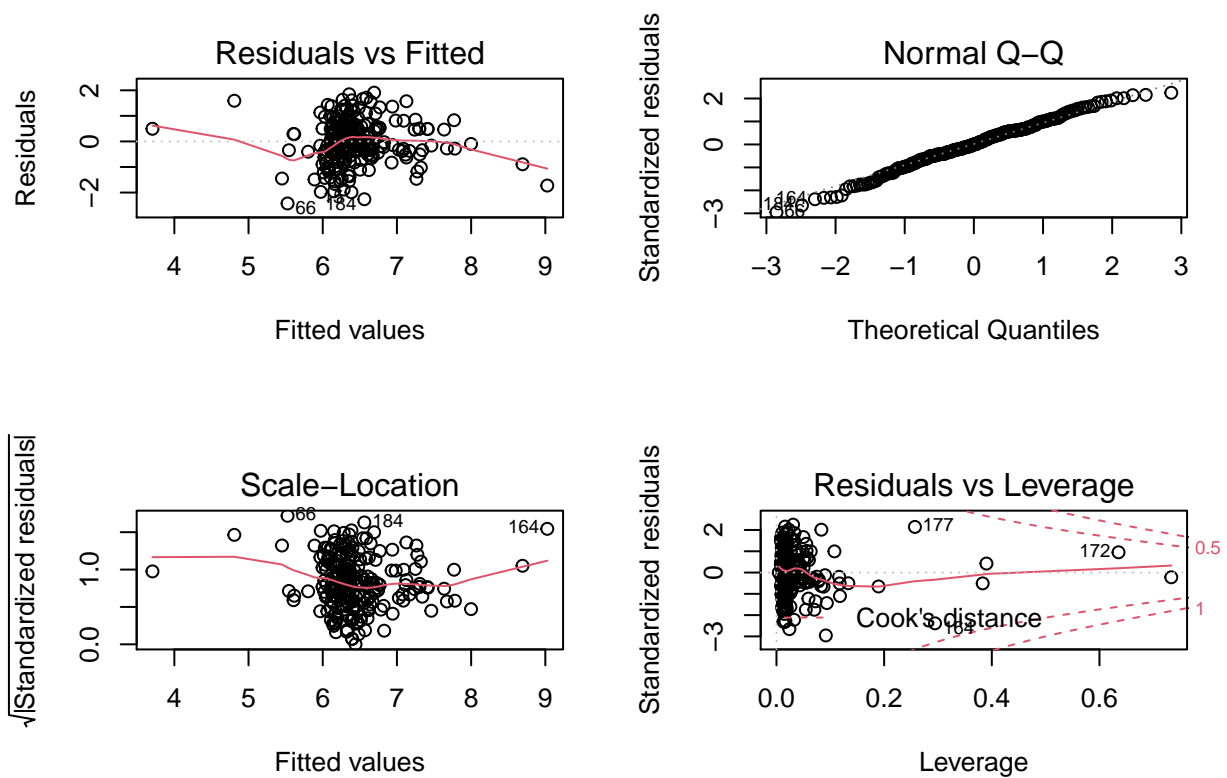 Residuals vs Fitted
Residuals
2
0
−2
66
184
4 5 6 7 8 9
Fitted values
Normal Q−Q
Standardized residuals
2
0
−3
164
184
66
−3 −2 −1 0 1 2 3
Theoretical Quantiles
Scale−Location
√|Standardized residuals|
1.0
0.0
66
184
164
4 5 6 7 8 9
Fitted values
Residuals vs Leverage
Standardized residuals
2
0
−3
177
172
164
Cook's distance
0.5
1
0.0 0.2 0.4 0.6
Leverage